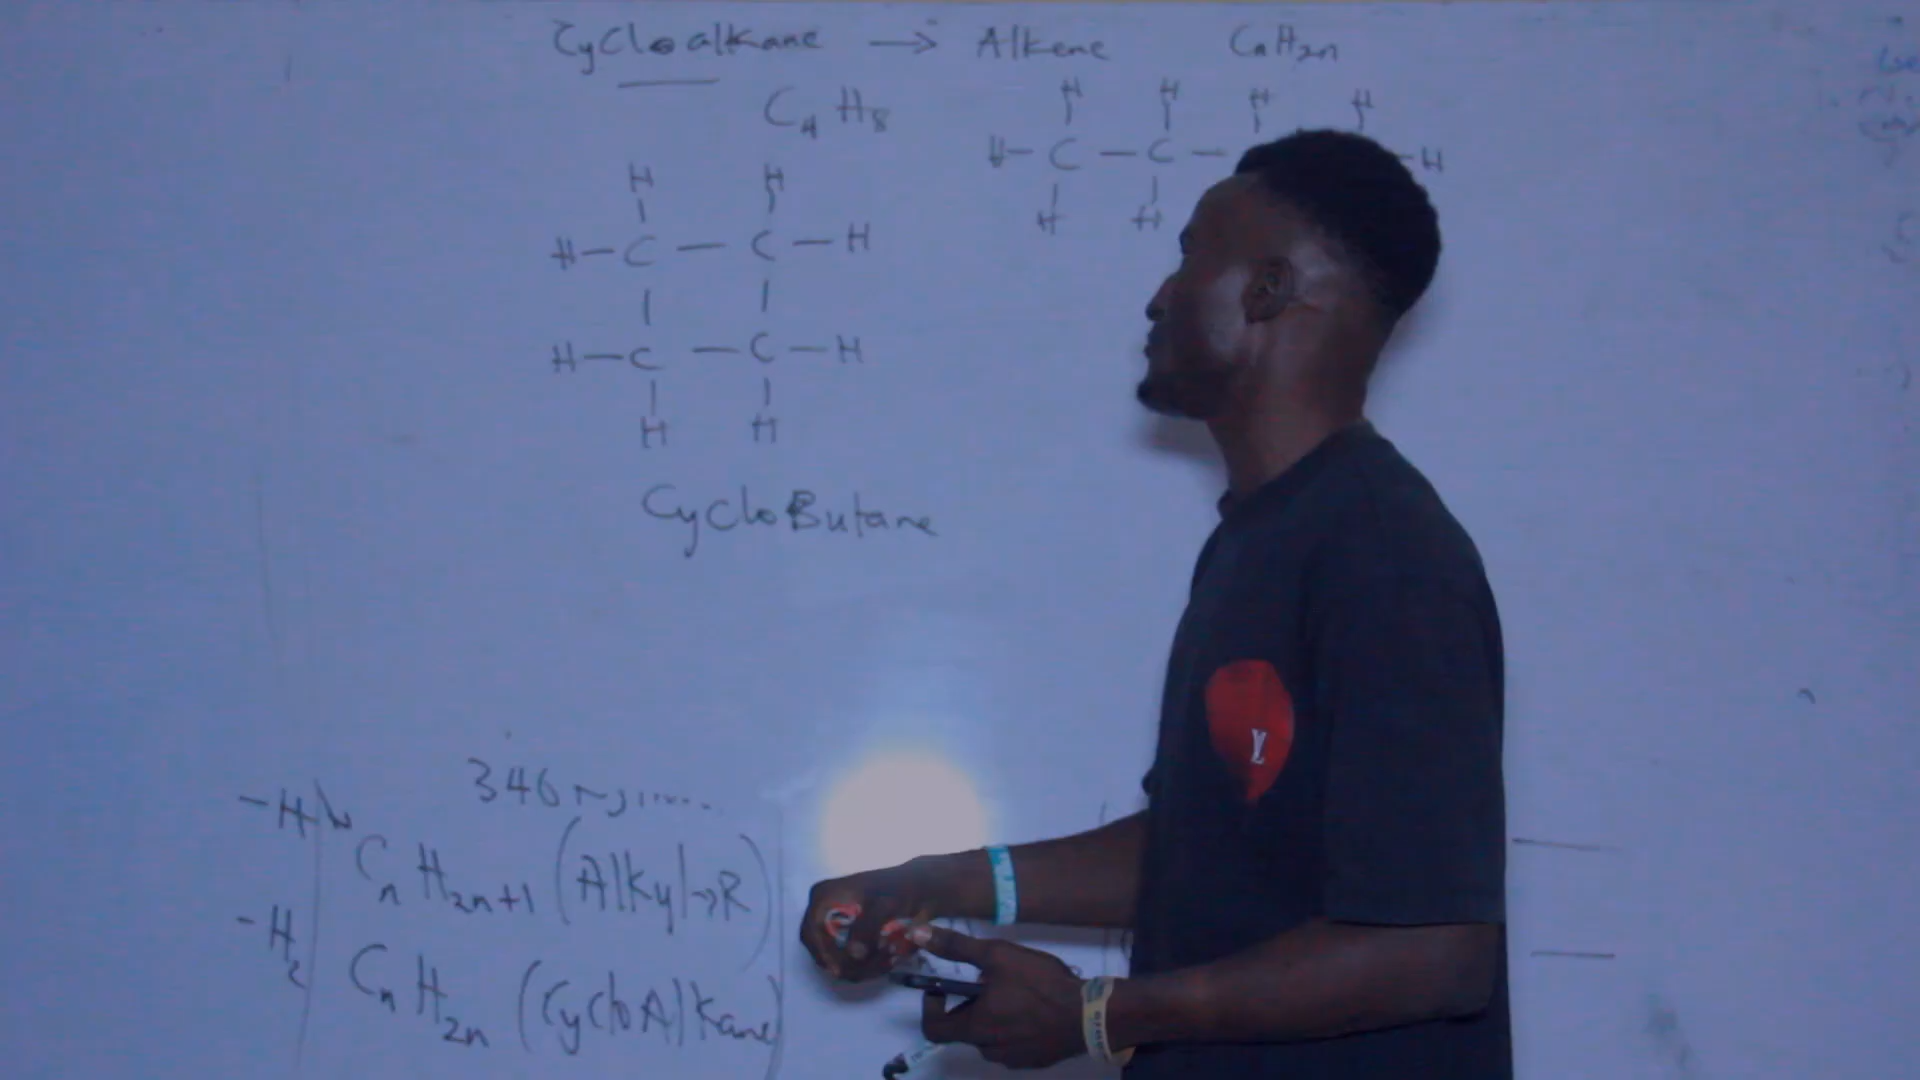 Cycloalkane → Alkene CnH2n
C4H8
H H H H
H – C – C – – H
H H
H H
H – C – C – H
H – C – C – H
H H
CycloButane
346
-H
CnH2n+1 (Alkyl → R)
-H2
CnH2n (CycloAlkane)